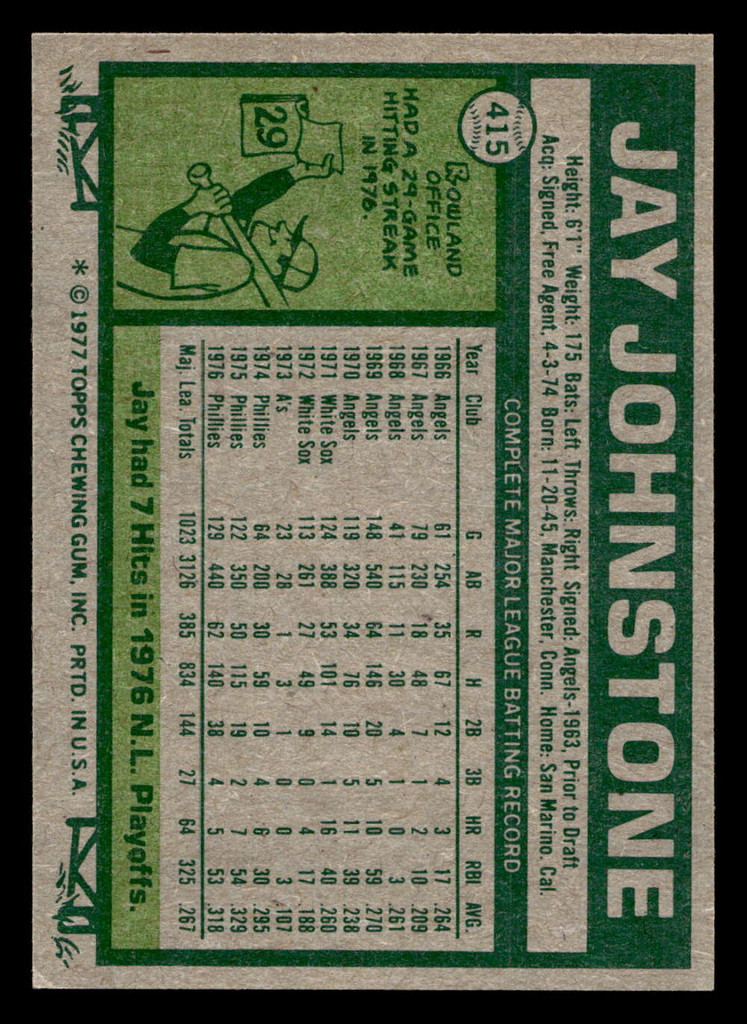 415
JAY JOHNSTONE
Height: 6'1" Weight: 175 Bats: Left Throws: Right Signed: Angels-1963, Prior to Draft
Acq: Signed, Free Agent, 4-3-74 Born: 11-20-45, Manchester, Conn. Home: San Marino, Cal.
BOWLAND
OFFICE
HAD A 29-GAME
HITTING STREAK
IN 1976.
29
COMPLETE MAJOR LEAGUE BATTING RECORD
Year Club G AB R H 2B 3B HR RBI AVG.
1966 Angels 61 254 35 67 12 4 3 17 .264
1967 Angels 79 230 18 48 7 1 2 10 .209
1968 Angels 41 115 11 30 4 1 0 3 .261
1969 Angels 148 540 64 146 20 5 10 59 .270
1970 Angels 119 320 34 76 10 5 11 39 .238
1971 White Sox 124 388 53 101 14 1 16 40 .260
1972 White Sox 113 261 27 49 9 0 4 17 .188
1973 A's 23 28 1 3 1 0 0 3 .107
1974 Phillies 64 200 30 59 10 4 6 30 .295
1975 Phillies 122 350 50 115 19 2 7 54 .329
1976 Phillies 129 440 62 140 38 4 5 53 .318
Maj. Lea. Totals 1023 3126 385 834 144 27 64 325 .267
Jay had 7 Hits in 1976 N.L. Playoffs.
* © 1977 TOPPS CHEWING GUM, INC. PRTD. IN U.S.A.